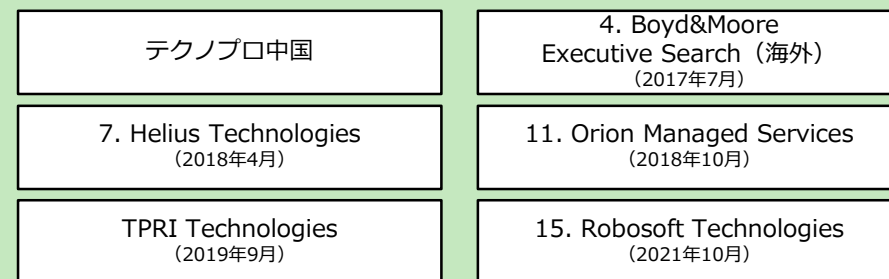 テクノプロ中国
4. Boyd&Moore
Executive Search（海外）
（2017年7月）
7. Helius Technologies
（2018年4月）
11. Orion Managed Services
（2018年10月）
TPRI Technologies
（2019年9月）
15. Robosoft Technologies
（2021年10月）